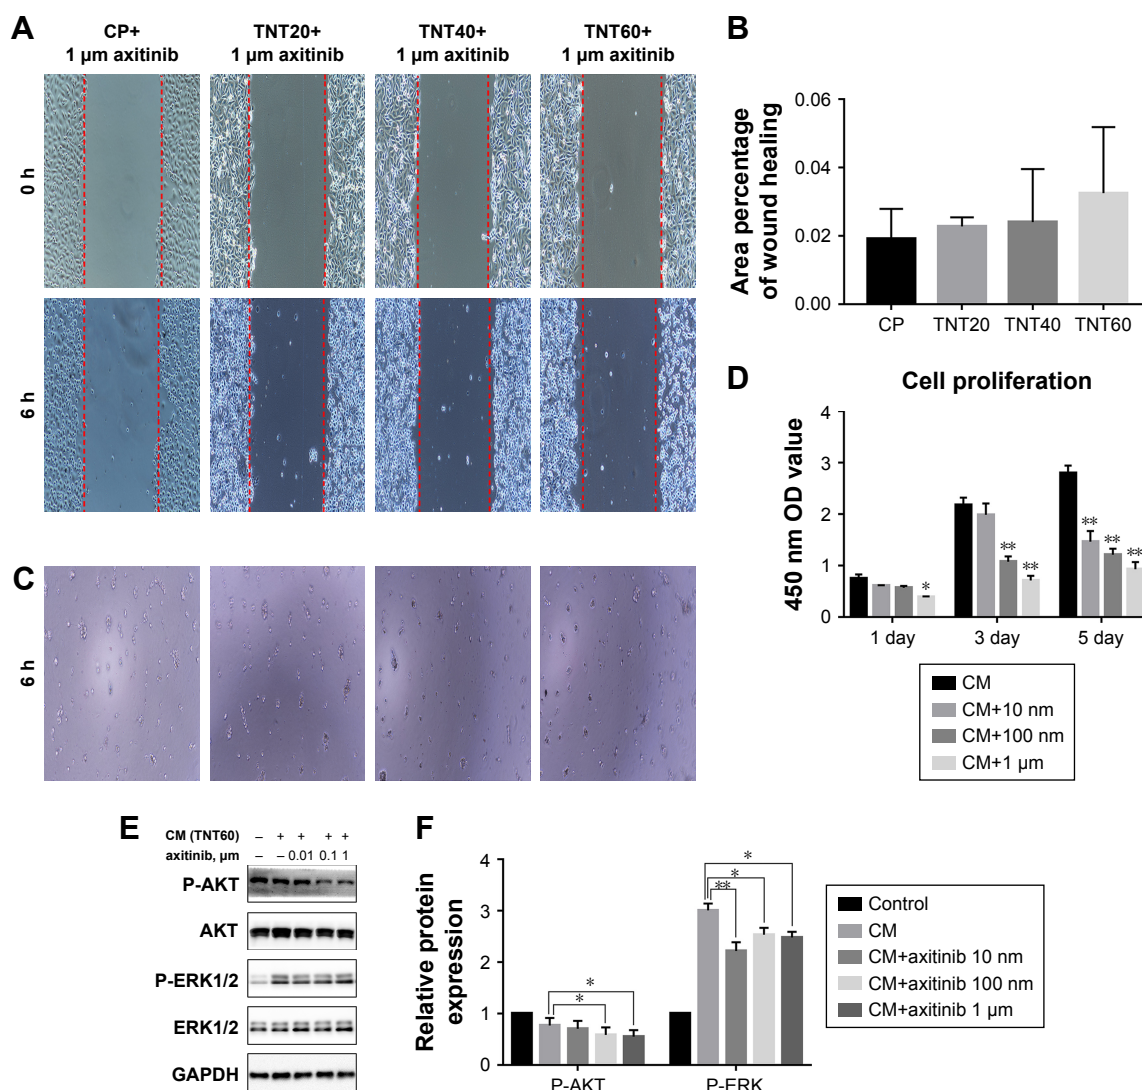 A
CP+
1 µm axitinib
TNT20+
1 µm axitinib
TNT40+
1 µm axitinib
TNT60+
1 µm axitinib
0 h
6 h
B
Area percentage
of wound healing
0.06
0.04
0.02
0.00
CP TNT20 TNT40 TNT60
C
6 h
D
Cell proliferation
450 nm OD value
4
3
2
1
0
*
** **
** ** **
1 day 3 day 5 day
CM
CM+10 nm
CM+100 nm
CM+1 µm
E
CM (TNT60) – + + + +
axitinib, µm – – 0.01 0.1 1
P-AKT
AKT
P-ERK1/2
ERK1/2
GAPDH
F
Relative protein
expression
4
3
2
1
0
* *
** * *
P-AKT P-ERK
Control
CM
CM+axitinib 10 nm
CM+axitinib 100 nm
CM+axitinib 1 µm